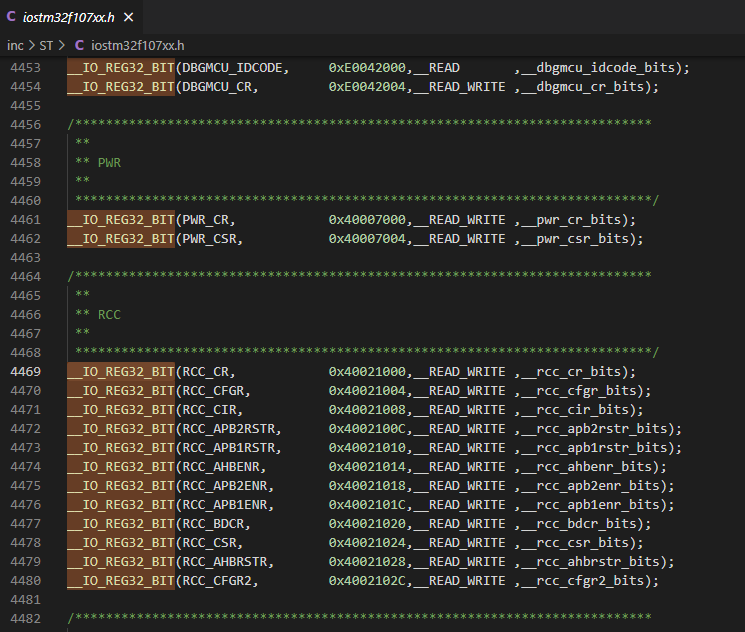 C iostm32f107xx.h ×
inc > ST > C iostm32f107xx.h
4453 __IO_REG32_BIT(DBGMCU_IDCODE, 0xE0042000,__READ ,__dbgmcu_idcode_bits);
4454 __IO_REG32_BIT(DBGMCU_CR, 0xE0042004,__READ_WRITE ,__dbgmcu_cr_bits);
4455
4456 /***************************************************************************
4457 **
4458 ** PWR
4459 **
4460 ***************************************************************************/
4461 __IO_REG32_BIT(PWR_CR, 0x40007000,__READ_WRITE ,__pwr_cr_bits);
4462 __IO_REG32_BIT(PWR_CSR, 0x40007004,__READ_WRITE ,__pwr_csr_bits);
4463
4464 /***************************************************************************
4465 **
4466 ** RCC
4467 **
4468 ***************************************************************************/
4469 __IO_REG32_BIT(RCC_CR, 0x40021000,__READ_WRITE ,__rcc_cr_bits);
4470 __IO_REG32_BIT(RCC_CFGR, 0x40021004,__READ_WRITE ,__rcc_cfgr_bits);
4471 __IO_REG32_BIT(RCC_CIR, 0x40021008,__READ_WRITE ,__rcc_cir_bits);
4472 __IO_REG32_BIT(RCC_APB2RSTR, 0x4002100C,__READ_WRITE ,__rcc_apb2rstr_bits);
4473 __IO_REG32_BIT(RCC_APB1RSTR, 0x40021010,__READ_WRITE ,__rcc_apb1rstr_bits);
4474 __IO_REG32_BIT(RCC_AHBENR, 0x40021014,__READ_WRITE ,__rcc_ahbenr_bits);
4475 __IO_REG32_BIT(RCC_APB2ENR, 0x40021018,__READ_WRITE ,__rcc_apb2enr_bits);
4476 __IO_REG32_BIT(RCC_APB1ENR, 0x4002101C,__READ_WRITE ,__rcc_apb1enr_bits);
4477 __IO_REG32_BIT(RCC_BDCR, 0x40021020,__READ_WRITE ,__rcc_bdcr_bits);
4478 __IO_REG32_BIT(RCC_CSR, 0x40021024,__READ_WRITE ,__rcc_csr_bits);
4479 __IO_REG32_BIT(RCC_AHBRSTR, 0x40021028,__READ_WRITE ,__rcc_ahbrstr_bits);
4480 __IO_REG32_BIT(RCC_CFGR2, 0x4002102C,__READ_WRITE ,__rcc_cfgr2_bits);
4481
4482 /***************************************************************************